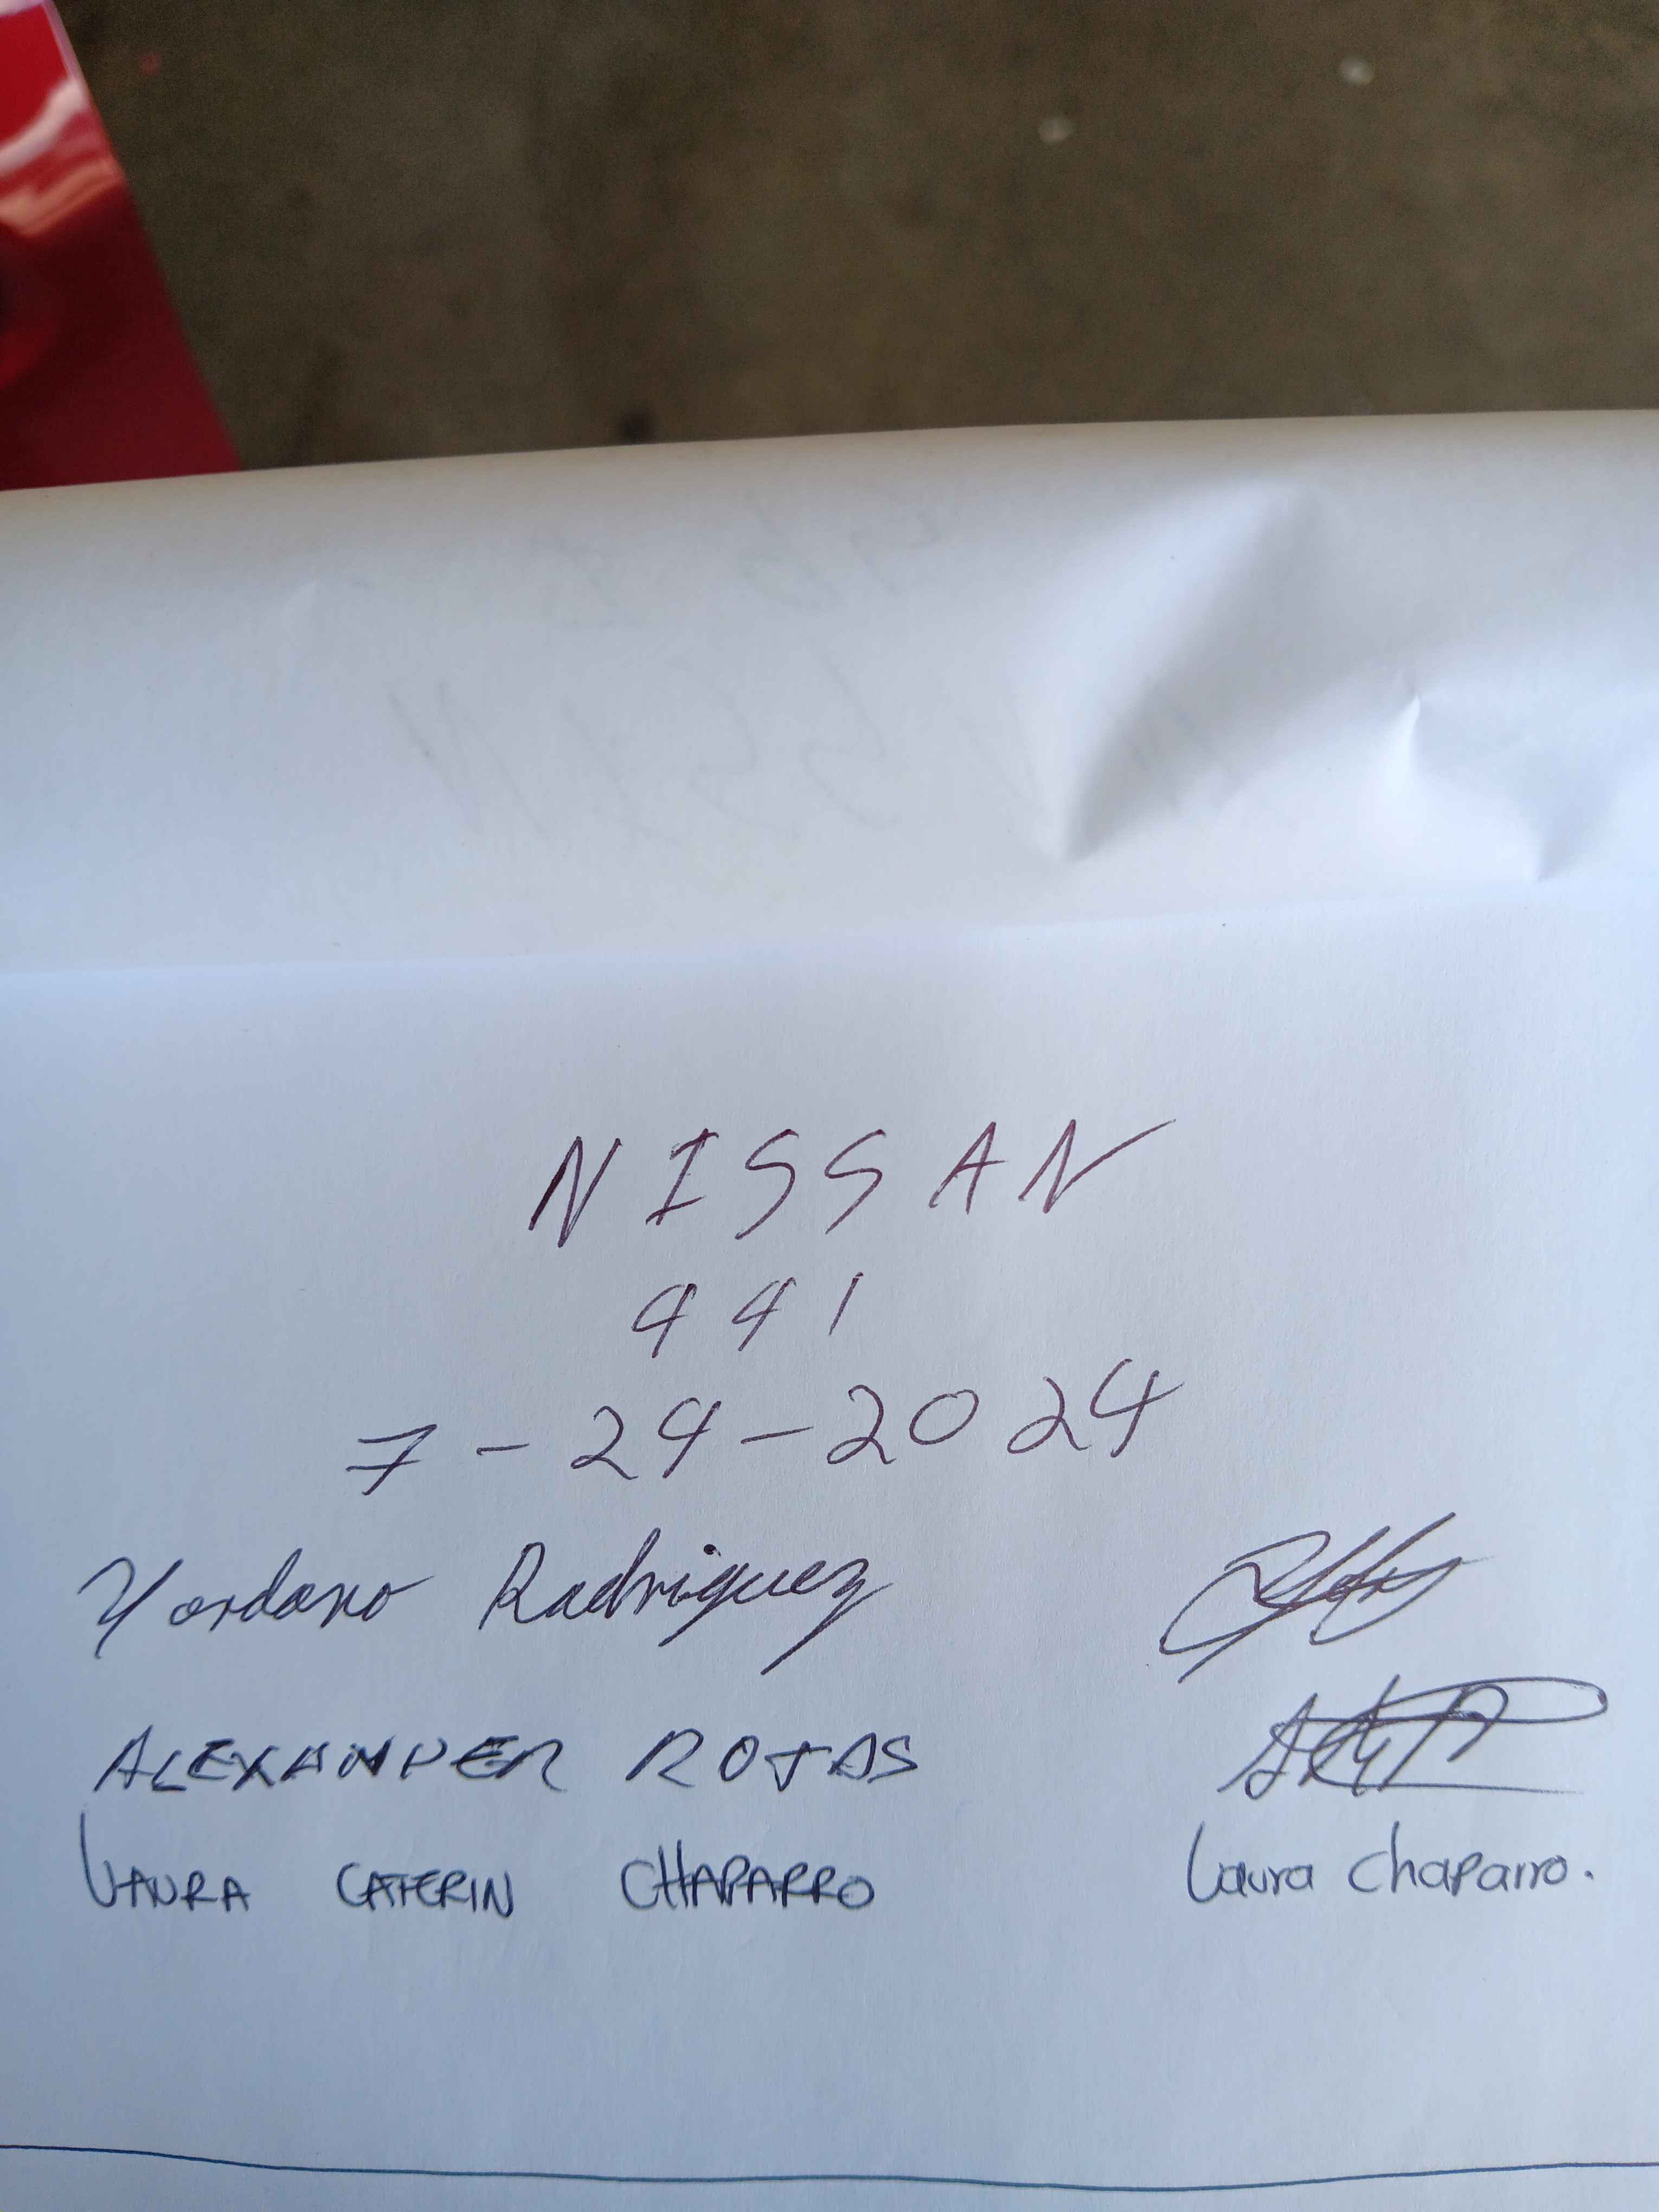 NISSAN
441
7-24-2024
Yordano Rodriguez
ALEXANDER ROJAS
LAURA CATERIN CHAPARRO Laura Chaparro.